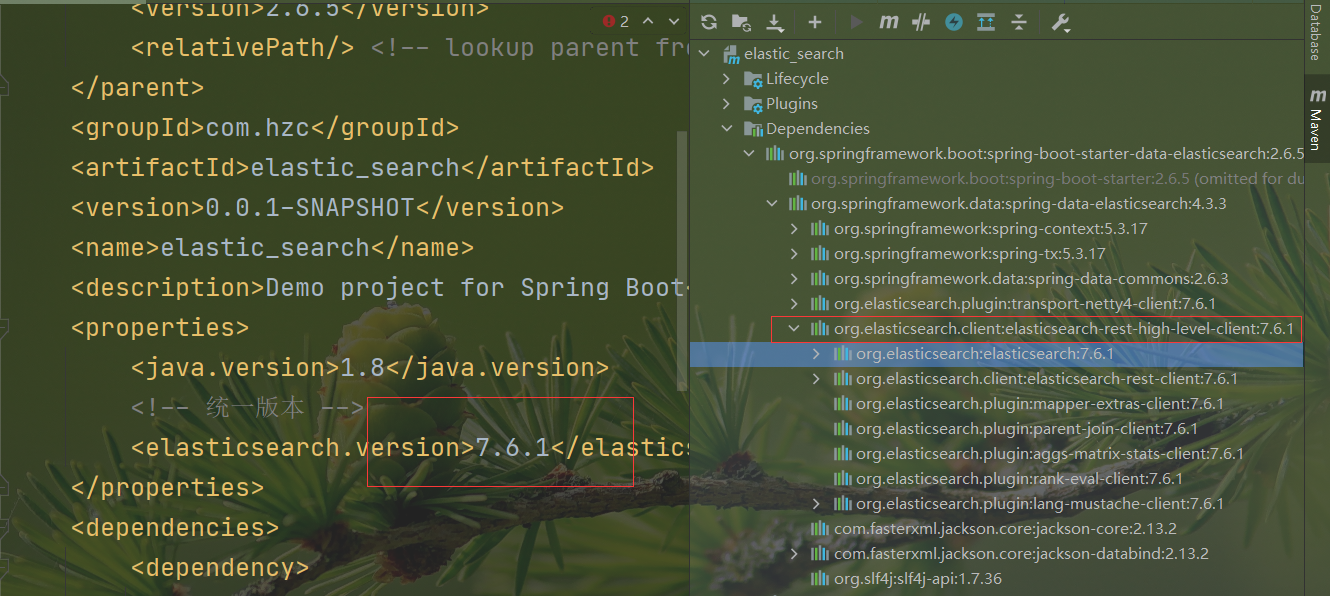 <version>2.6.5</version>
<relativePath/> <!-- lookup parent fro
</parent>
<groupId>com.hzc</groupId>
<artifactId>elastic_search</artifactId>
<version>0.0.1-SNAPSHOT</version>
<name>elastic_search</name>
<description>Demo project for Spring Boot<
<properties>
<java.version>1.8</java.version>
<!-- 统一版本 -->
<elasticsearch.version>7.6.1</elastics
</properties>
<dependencies>
<dependency>
2
elastic_search
Lifecycle
Plugins
Dependencies
org.springframework.boot:spring-boot-starter-data-elasticsearch:2.6.5
org.springframework.boot:spring-boot-starter:2.6.5 (omitted for du
org.springframework.data:spring-data-elasticsearch:4.3.3
org.springframework:spring-context:5.3.17
org.springframework:spring-tx:5.3.17
org.springframework.data:spring-data-commons:2.6.3
org.elasticsearch.plugin:transport-netty4-client:7.6.1
org.elasticsearch.client:elasticsearch-rest-high-level-client:7.6.1
org.elasticsearch:elasticsearch:7.6.1
org.elasticsearch.client:elasticsearch-rest-client:7.6.1
org.elasticsearch.plugin:mapper-extras-client:7.6.1
org.elasticsearch.plugin:parent-join-client:7.6.1
org.elasticsearch.plugin:aggs-matrix-stats-client:7.6.1
org.elasticsearch.plugin:rank-eval-client:7.6.1
org.elasticsearch.plugin:lang-mustache-client:7.6.1
com.fasterxml.jackson.core:jackson-core:2.13.2
com.fasterxml.jackson.core:jackson-databind:2.13.2
org.slf4j:slf4j-api:1.7.36
Database
m Maven